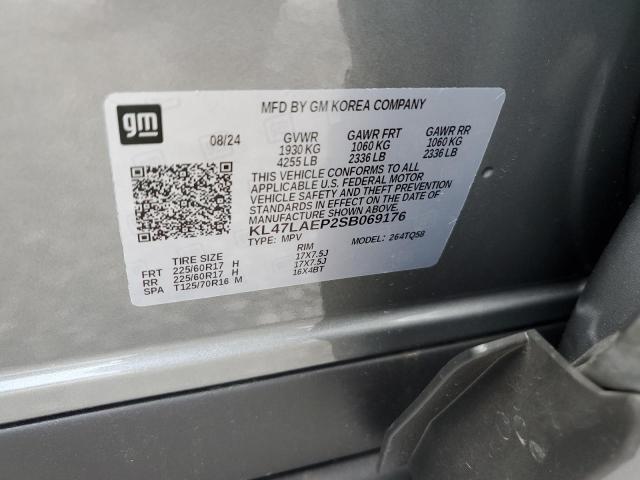 gm
MFD BY GM KOREA COMPANY
08/24 GVWR GAWR FRT GAWR RR
1930 KG 1060 KG 1060 KG
4255 LB 2336 LB 2336 LB
THIS VEHICLE CONFORMS TO ALL
APPLICABLE U.S. FEDERAL MOTOR
VEHICLE SAFETY AND THEFT PREVENTION
STANDARDS IN EFFECT ON THE DATE OF
MANUFACTURE SHOWN ABOVE.
KL47LAEP2SB069176
TYPE: MPV MODEL: 264TQ58
TIRE SIZE RIM
FRT 225/60R17 H 17X7.5J
RR 225/60R17 H 17X7.5J
SPA T125/70R16 M 16X4BT